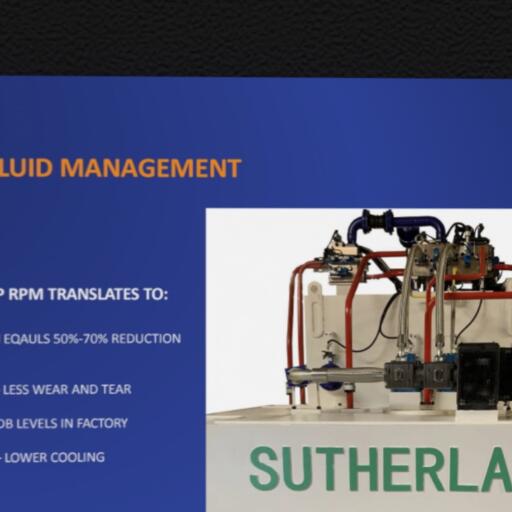 LUID MANAGEMENT
P RPM TRANSLATES TO:
EQAULS 50%-70% REDUCTION
- LESS WEAR AND TEAR
DB LEVELS IN FACTORY
- LOWER COOLING
SUTHERLA